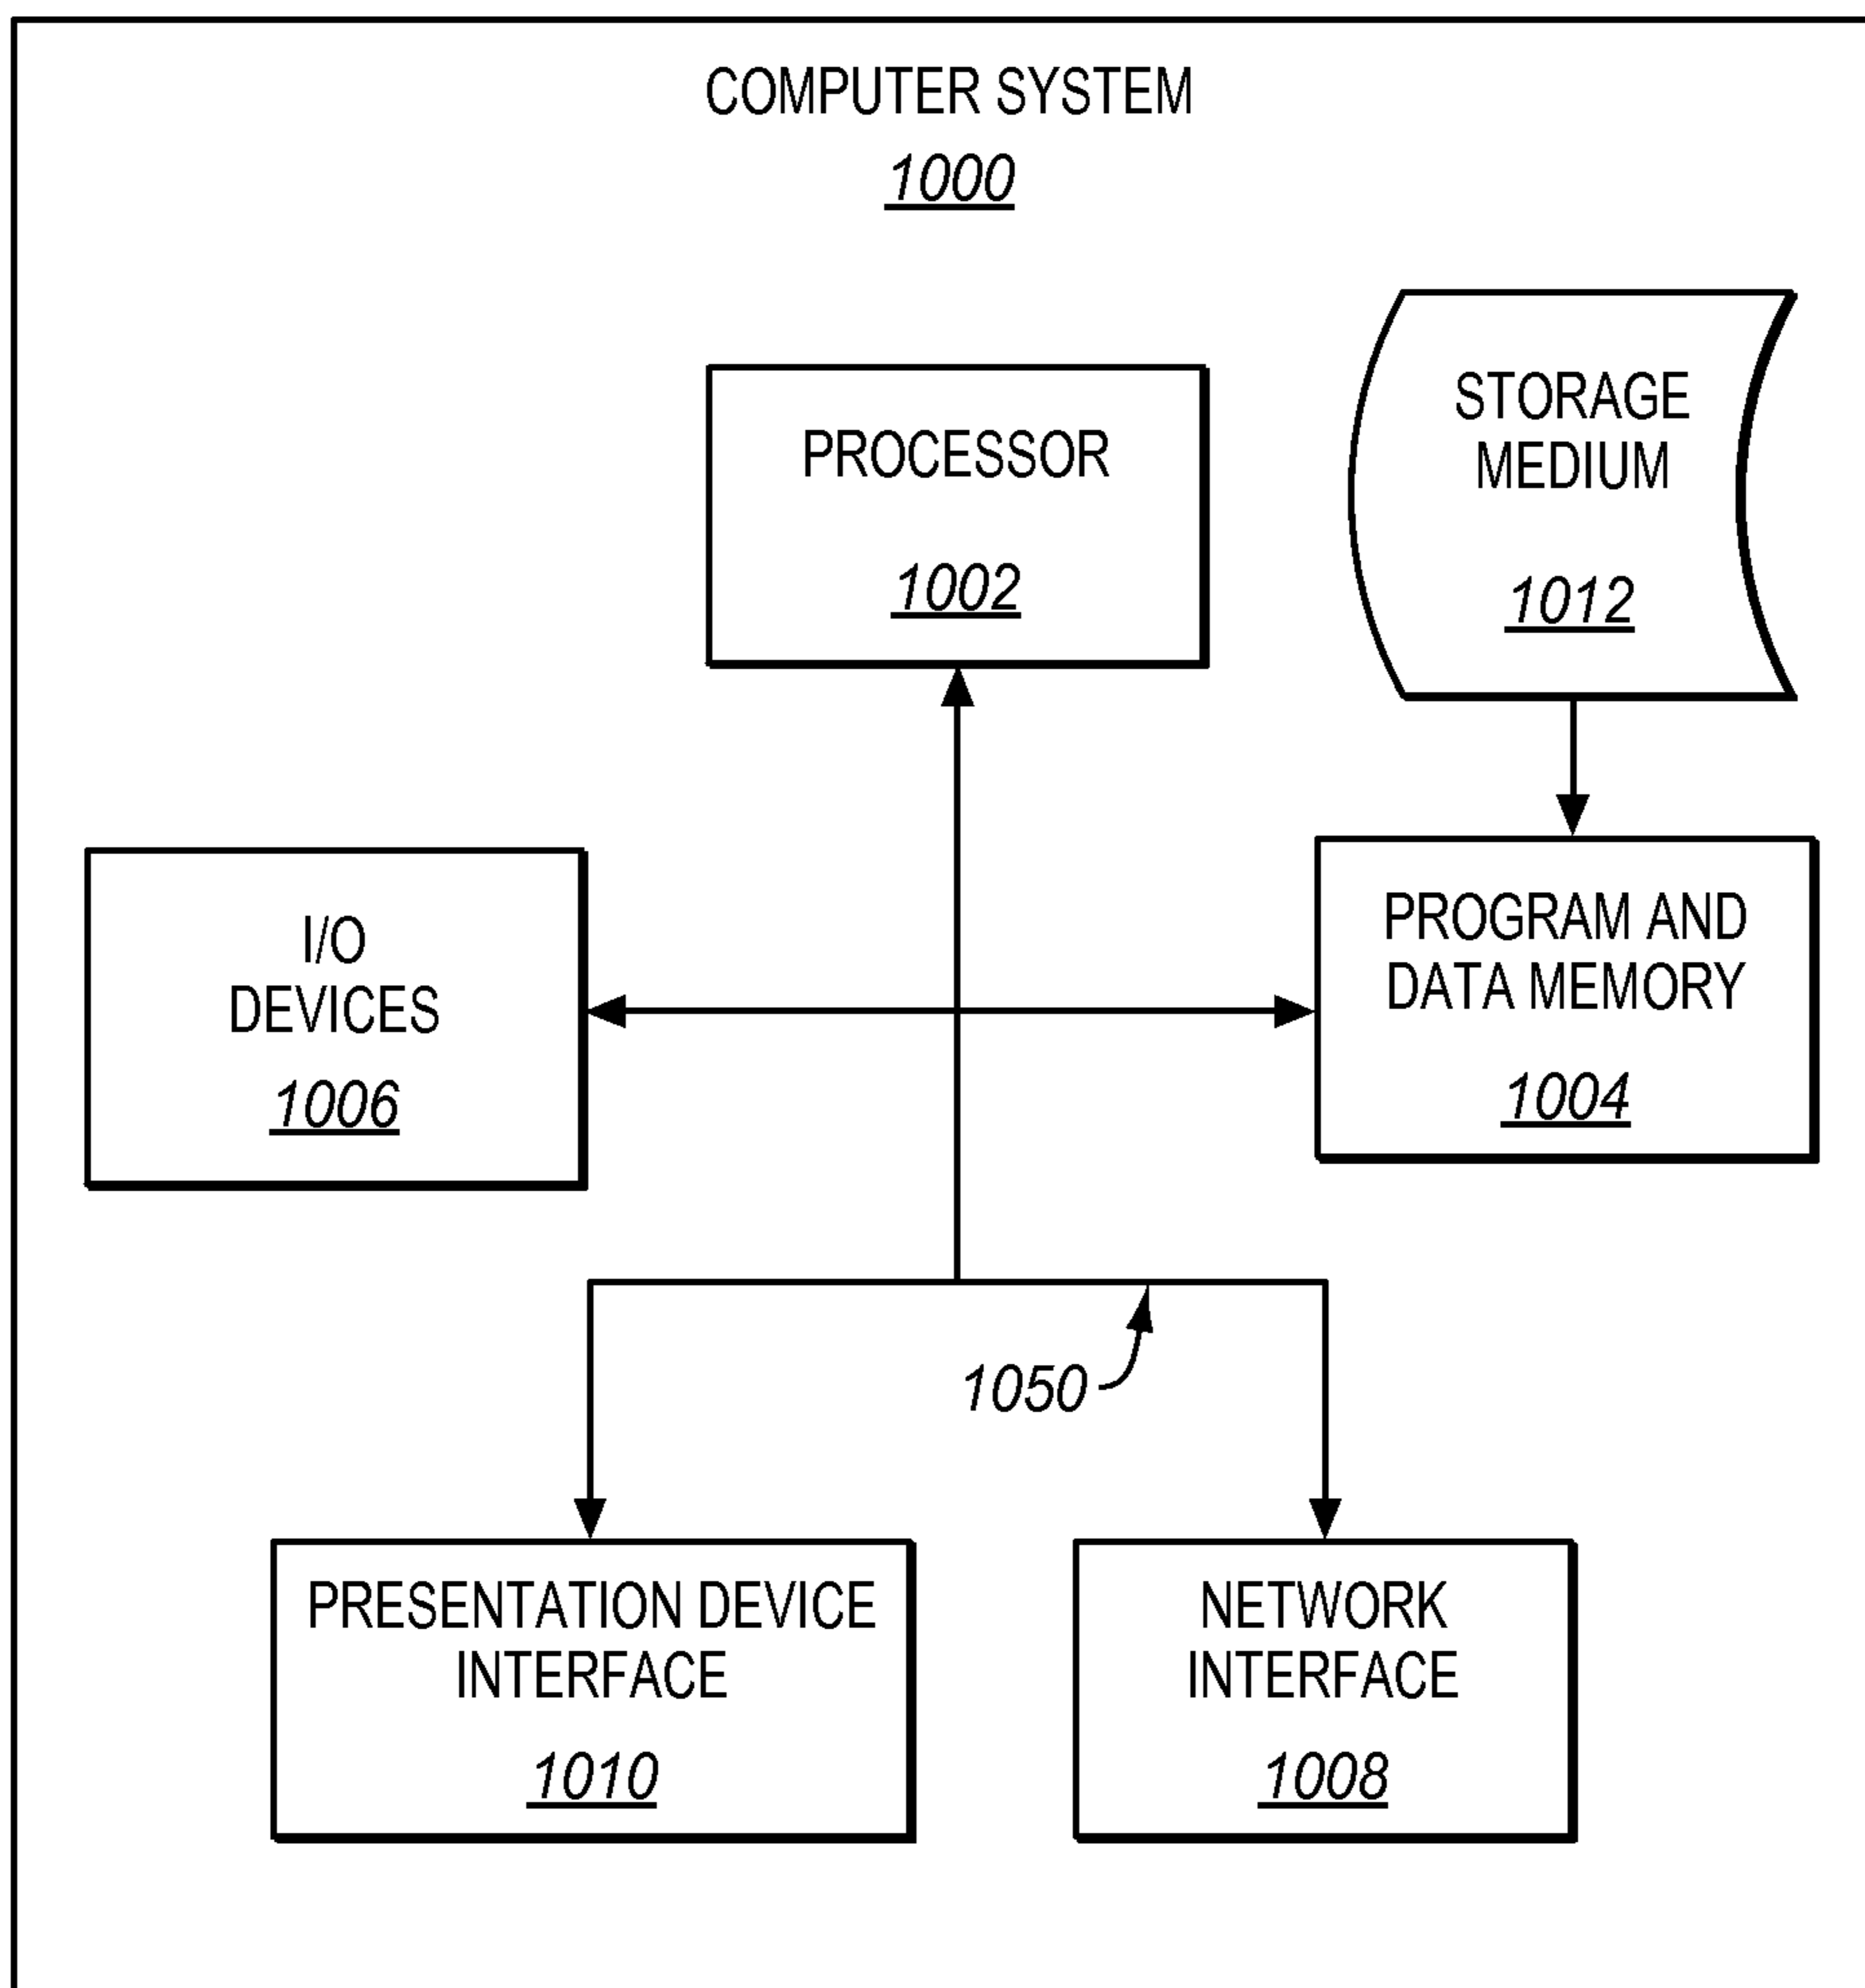 COMPUTER SYSTEM
1000
PROCESSOR
1002
STORAGE
MEDIUM
1012
I/O
DEVICES
1006
PROGRAM AND
DATA MEMORY
1004
1050
PRESENTATION DEVICE
INTERFACE
1010
NETWORK
INTERFACE
1008